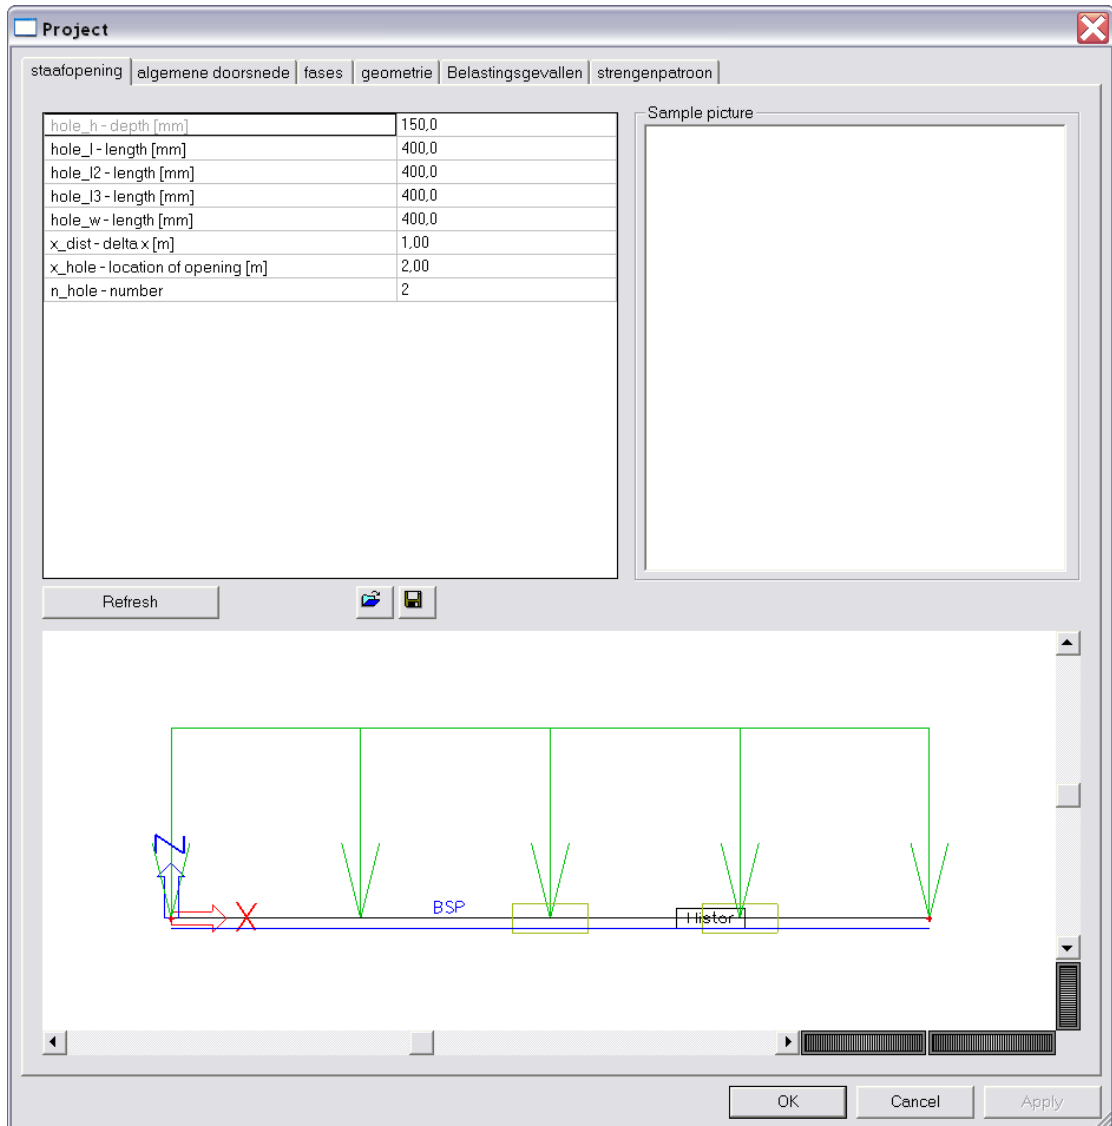 Project
staafopening algemene doorsnede fases geometrie Belastingsgevallen strengenpatroon
Sample picture
hole_h - depth [mm] 150,0
hole_l - length [mm] 400,0
hole_l2 - length [mm] 400,0
hole_l3 - length [mm] 400,0
hole_w - length [mm] 400,0
x_dist - delta x [m] 1,00
x_hole - location of opening [m] 2,00
n_hole - number 2
Refresh
Z
BSP
X
OK Cancel Apply